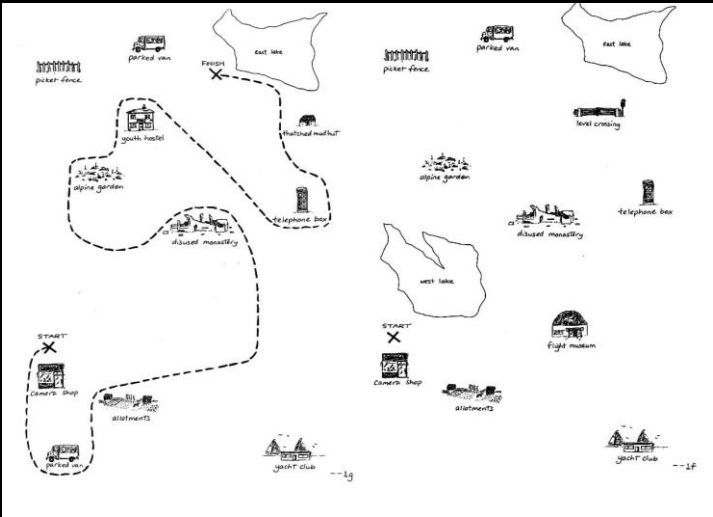 parked van
picket fence
FINISH
east lake
youth hostel
thatched mudhut
alpine garden
telephone box
disused monastery
START
camera shop
allotments
parked van
yacht club
--1g
parked van
picket fence
east lake
level crossing
alpine garden
telephone box
disused monastery
west lake
START
camera shop
flight museum
allotments
yacht club
--1f